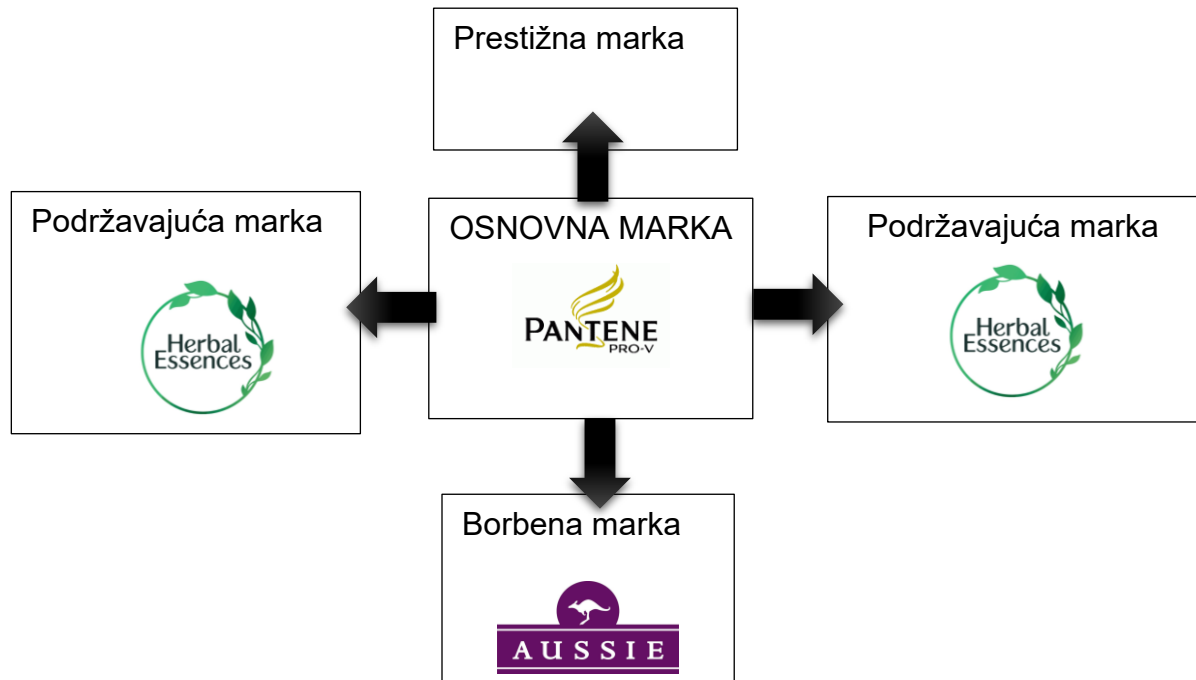 Prestižna marka
Podržavajuća marka
Herbal
Essences
OSNOVNA MARKA
PANTENE
PRO-V
Podržavajuća marka
Herbal
Essences
Borbena marka
AUSSIE